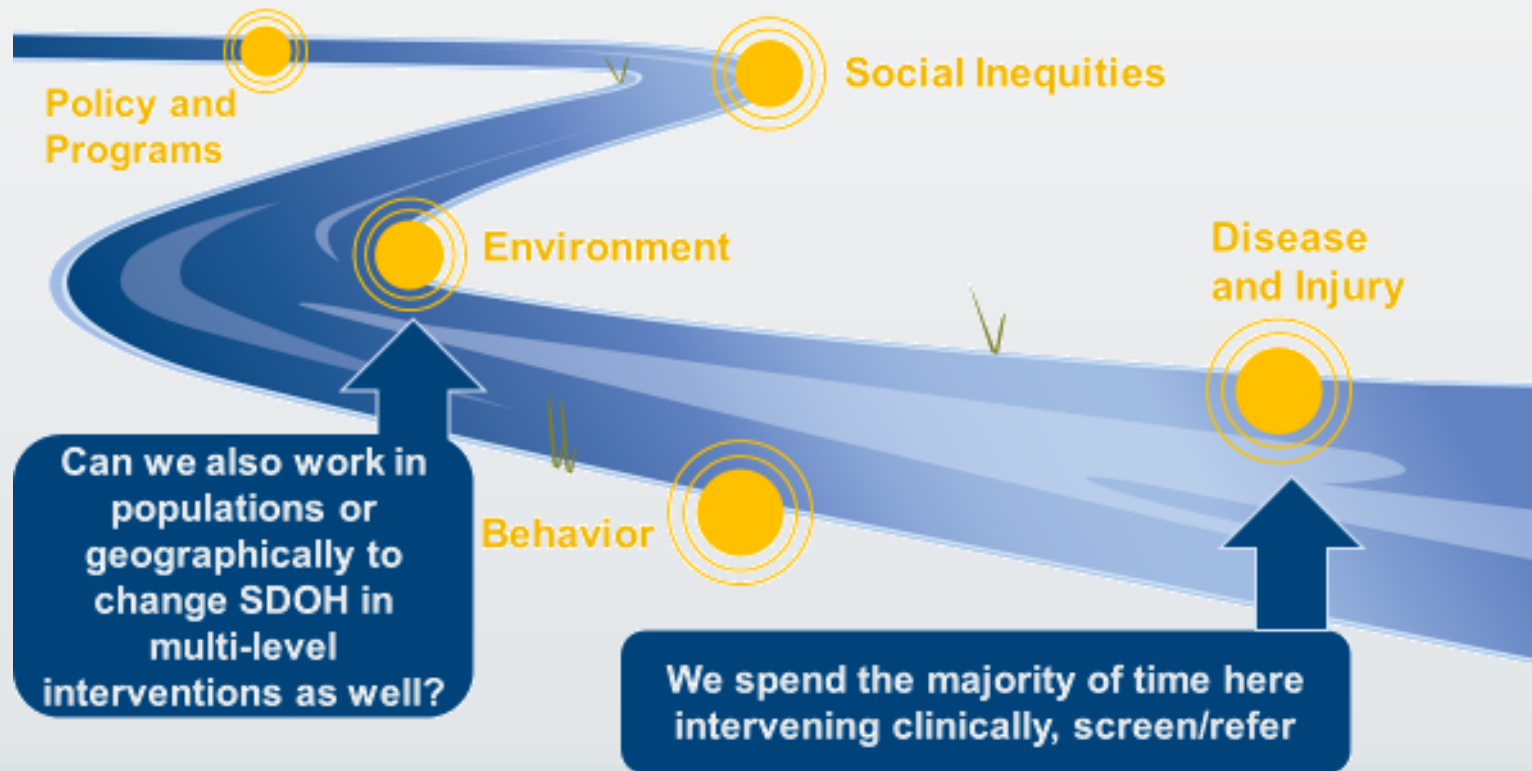 Policy and
Programs
Social Inequities
Environment
Disease
and Injury
Can we also work in
populations or
geographically to
change SDOH in
multi-level
interventions as well?
Behavior
We spend the majority of time here
intervening clinically, screen/refer